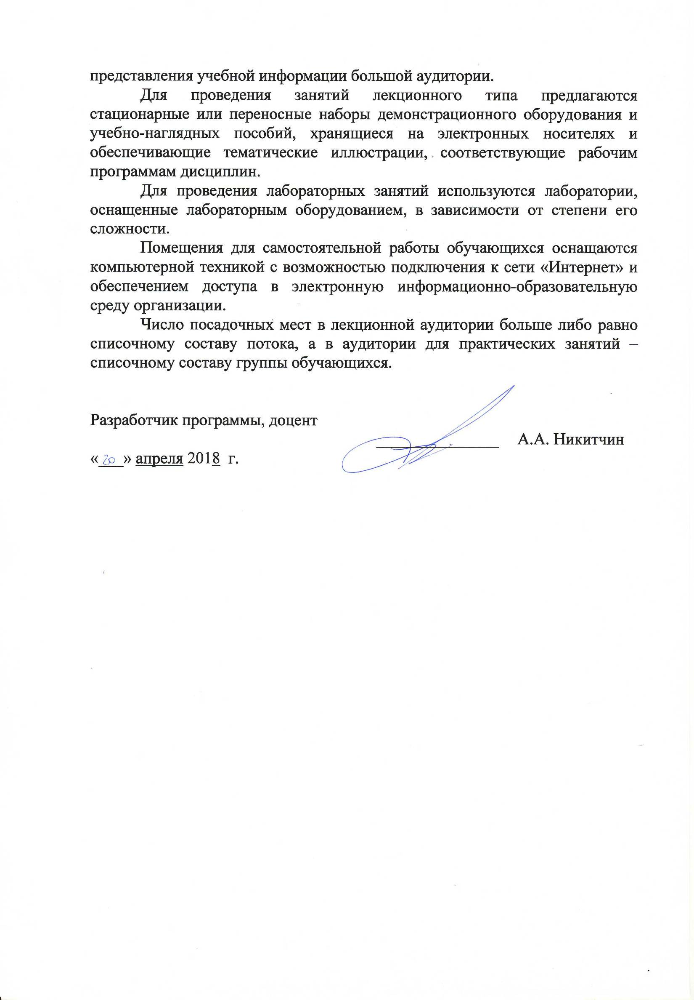 представления учебной информации большой аудитории.
Для проведения занятий лекционного типа предлагаются
стационарные или переносные наборы демонстрационного оборудования и
учебно-наглядных пособий, хранящиеся на электронных носителях и
обеспечивающие тематические иллюстрации, соответствующие рабочим
программам дисциплин.
Для проведения лабораторных занятий используются лаборатории,
оснащенные лабораторным оборудованием, в зависимости от степени его
сложности.
Помещения для самостоятельной работы обучающихся оснащаются
компьютерной техникой с возможностью подключения к сети «Интернет» и
обеспечением доступа в электронную информационно-образовательную
среду организации.
Число посадочных мест в лекционной аудитории больше либо равно
списочному составу потока, а в аудитории для практических занятий –
списочному составу группы обучающихся.
Разработчик программы, доцент
А.А. Никитчин
«20» апреля 2018 г.